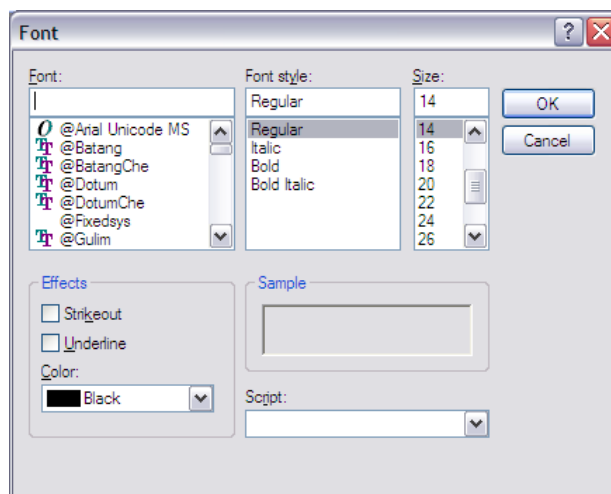 Font
Font:
Font style:
Size:
Regular
14
OK
Cancel
@Arial Unicode MS
@Batang
@BatangChe
@Dotum
@DotumChe
@Fixedsys
@Gulim
Regular
Italic
Bold
Bold Italic
14
16
18
20
22
24
26
Effects
Strikeout
Underline
Color:
Black
Sample
Script: